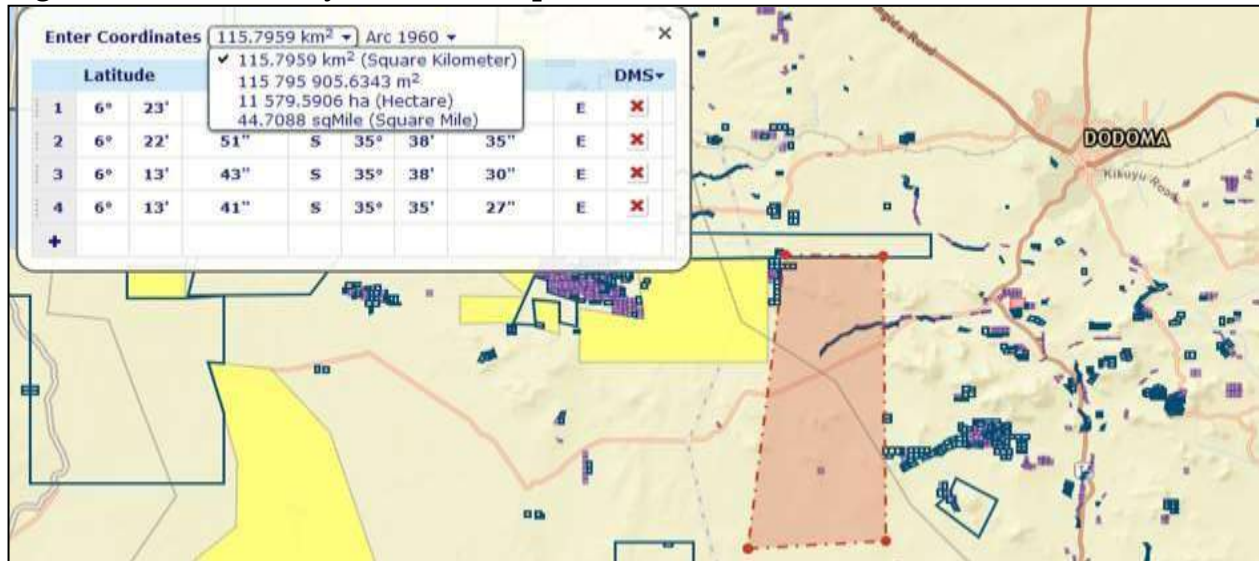 Enter Coordinates 115.7959 km² Arc 1960
✓ 115.7959 km² (Square Kilometer)
115 795 905.6343 m²
11 579.5906 ha (Hectare)
44.7088 sqMile (Square Mile)
Latitude DMS
1 6° 23' E
2 6° 22' 51" S 35° 38' 35" E
3 6° 13' 43" S 35° 38' 30" E
4 6° 13' 41" S 35° 35' 27" E
+
DODOMA
Kikuyu Road